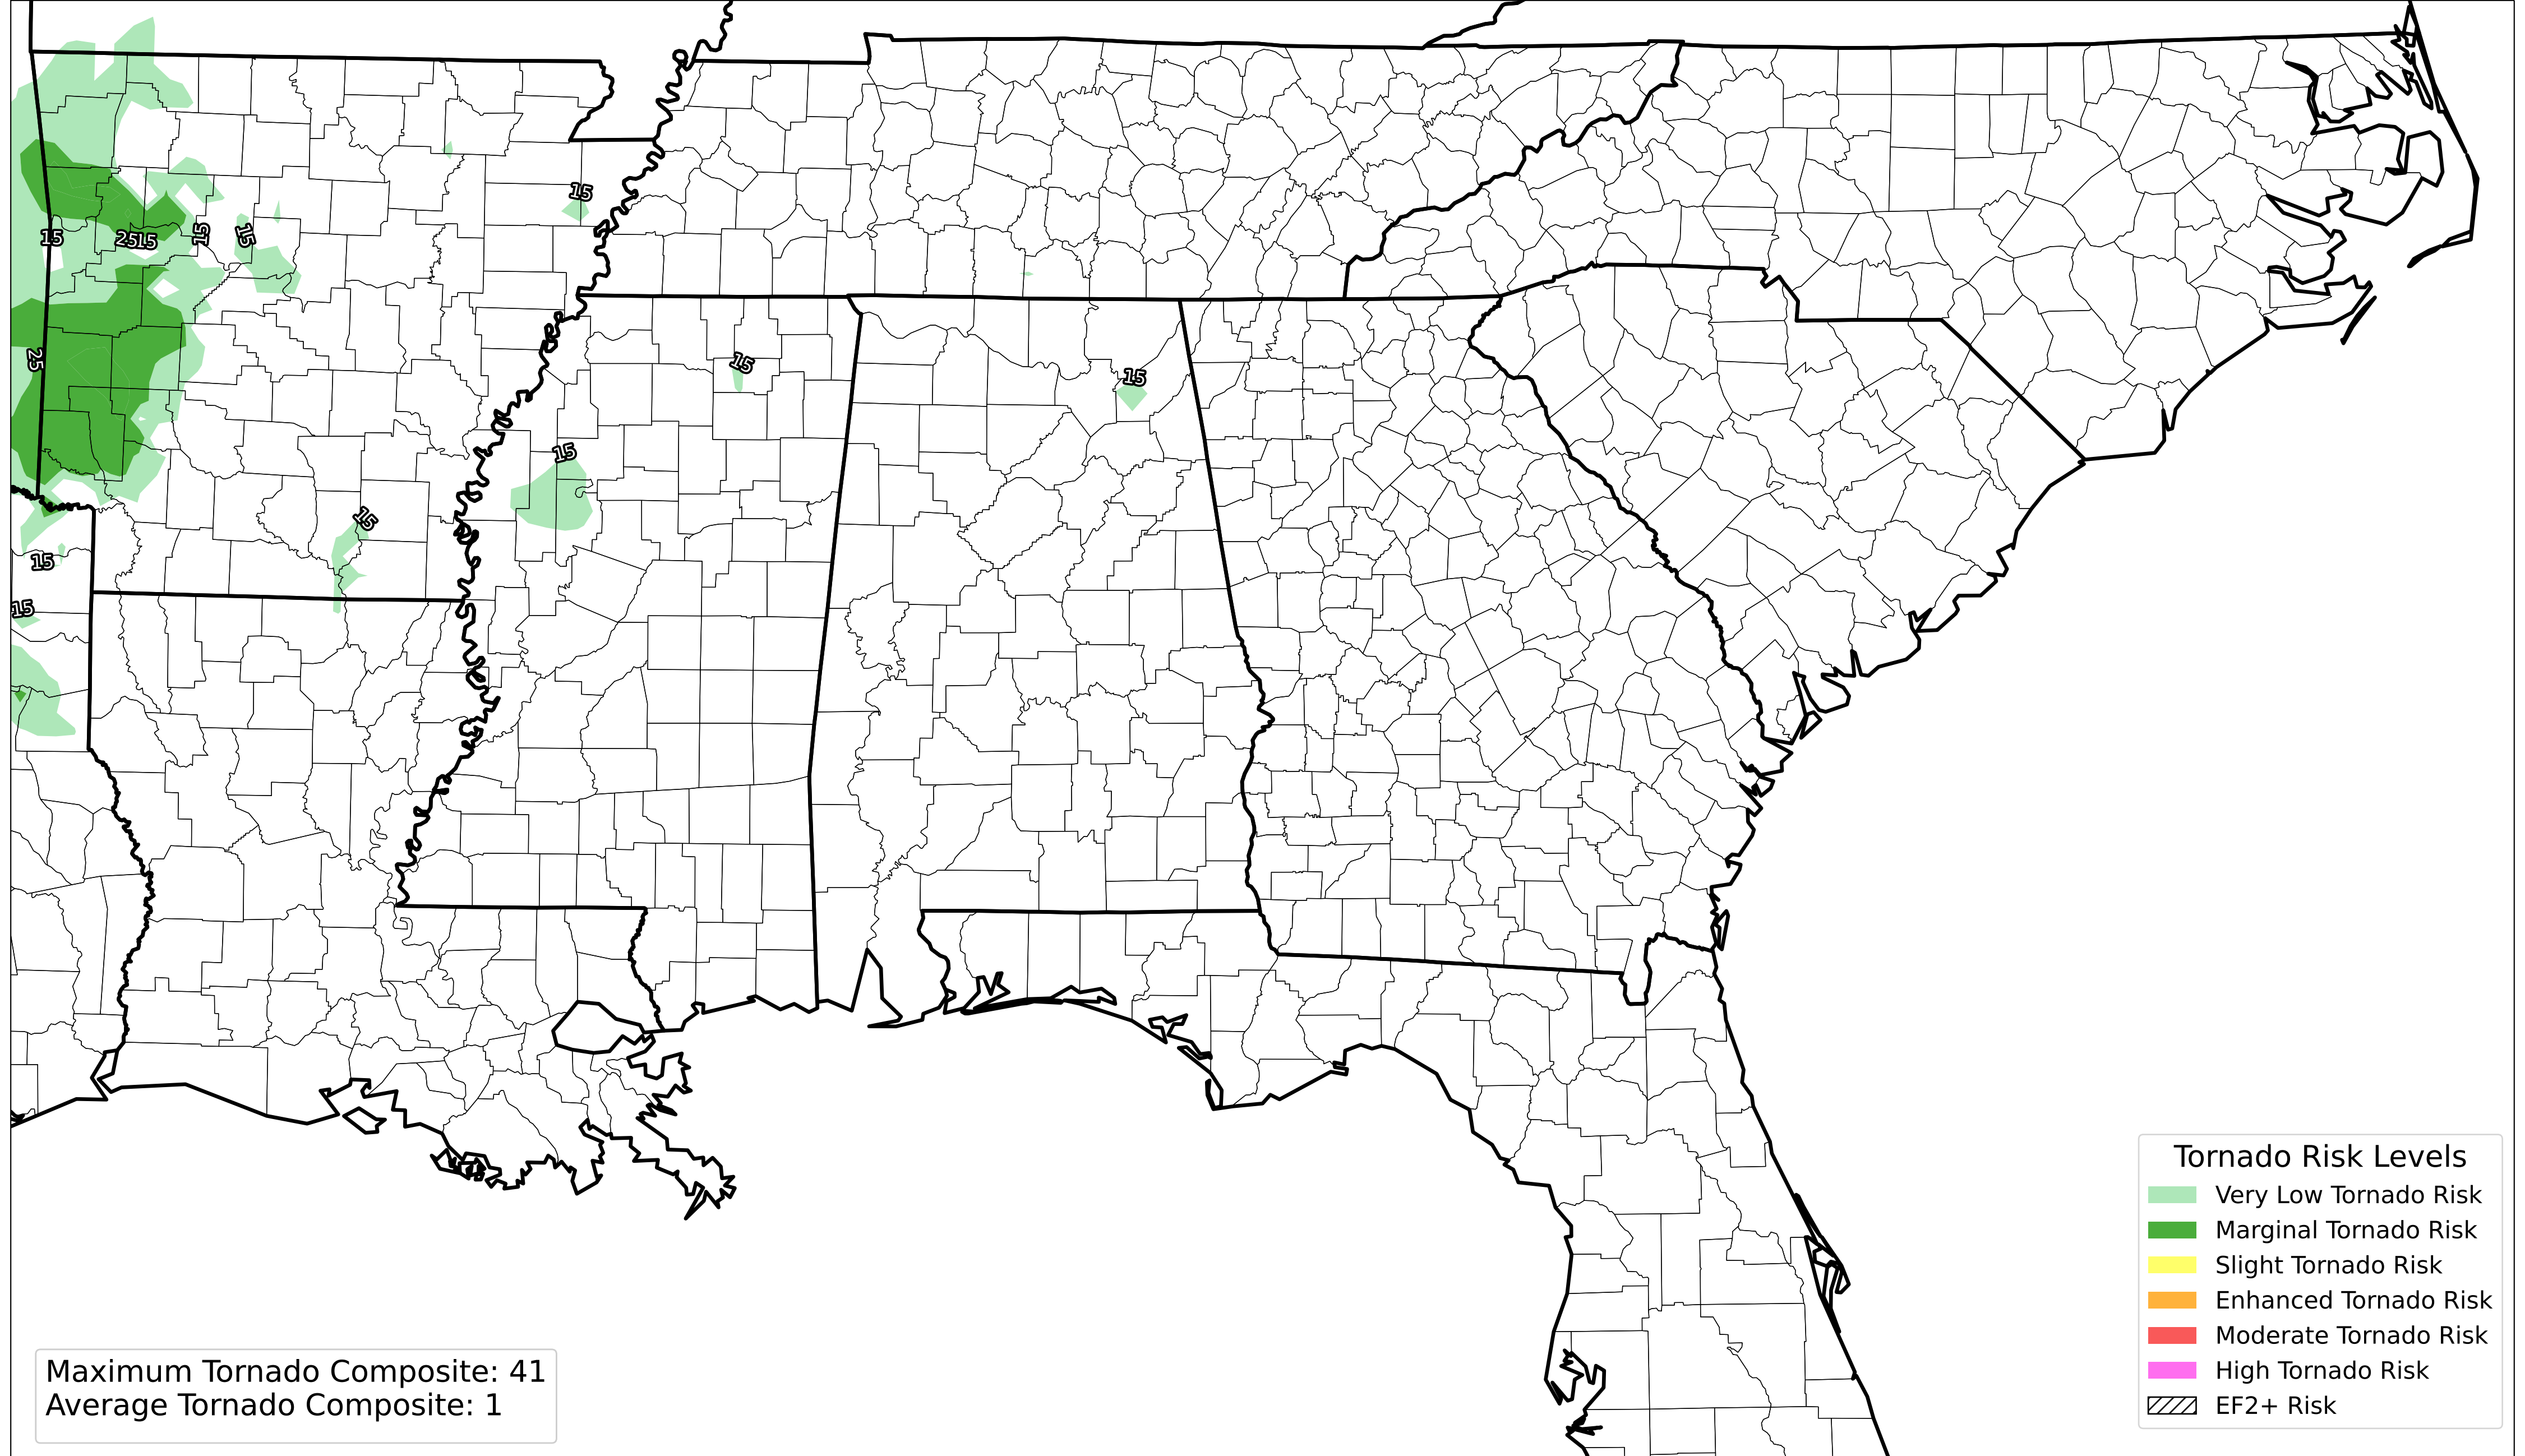 15
15
25
15
15
15
25
15
15
15
15
15
15
Tornado Risk Levels
Very Low Tornado Risk
Marginal Tornado Risk
Slight Tornado Risk
Enhanced Tornado Risk
Moderate Tornado Risk
High Tornado Risk
EF2+ Risk
Maximum Tornado Composite: 41
Average Tornado Composite: 1